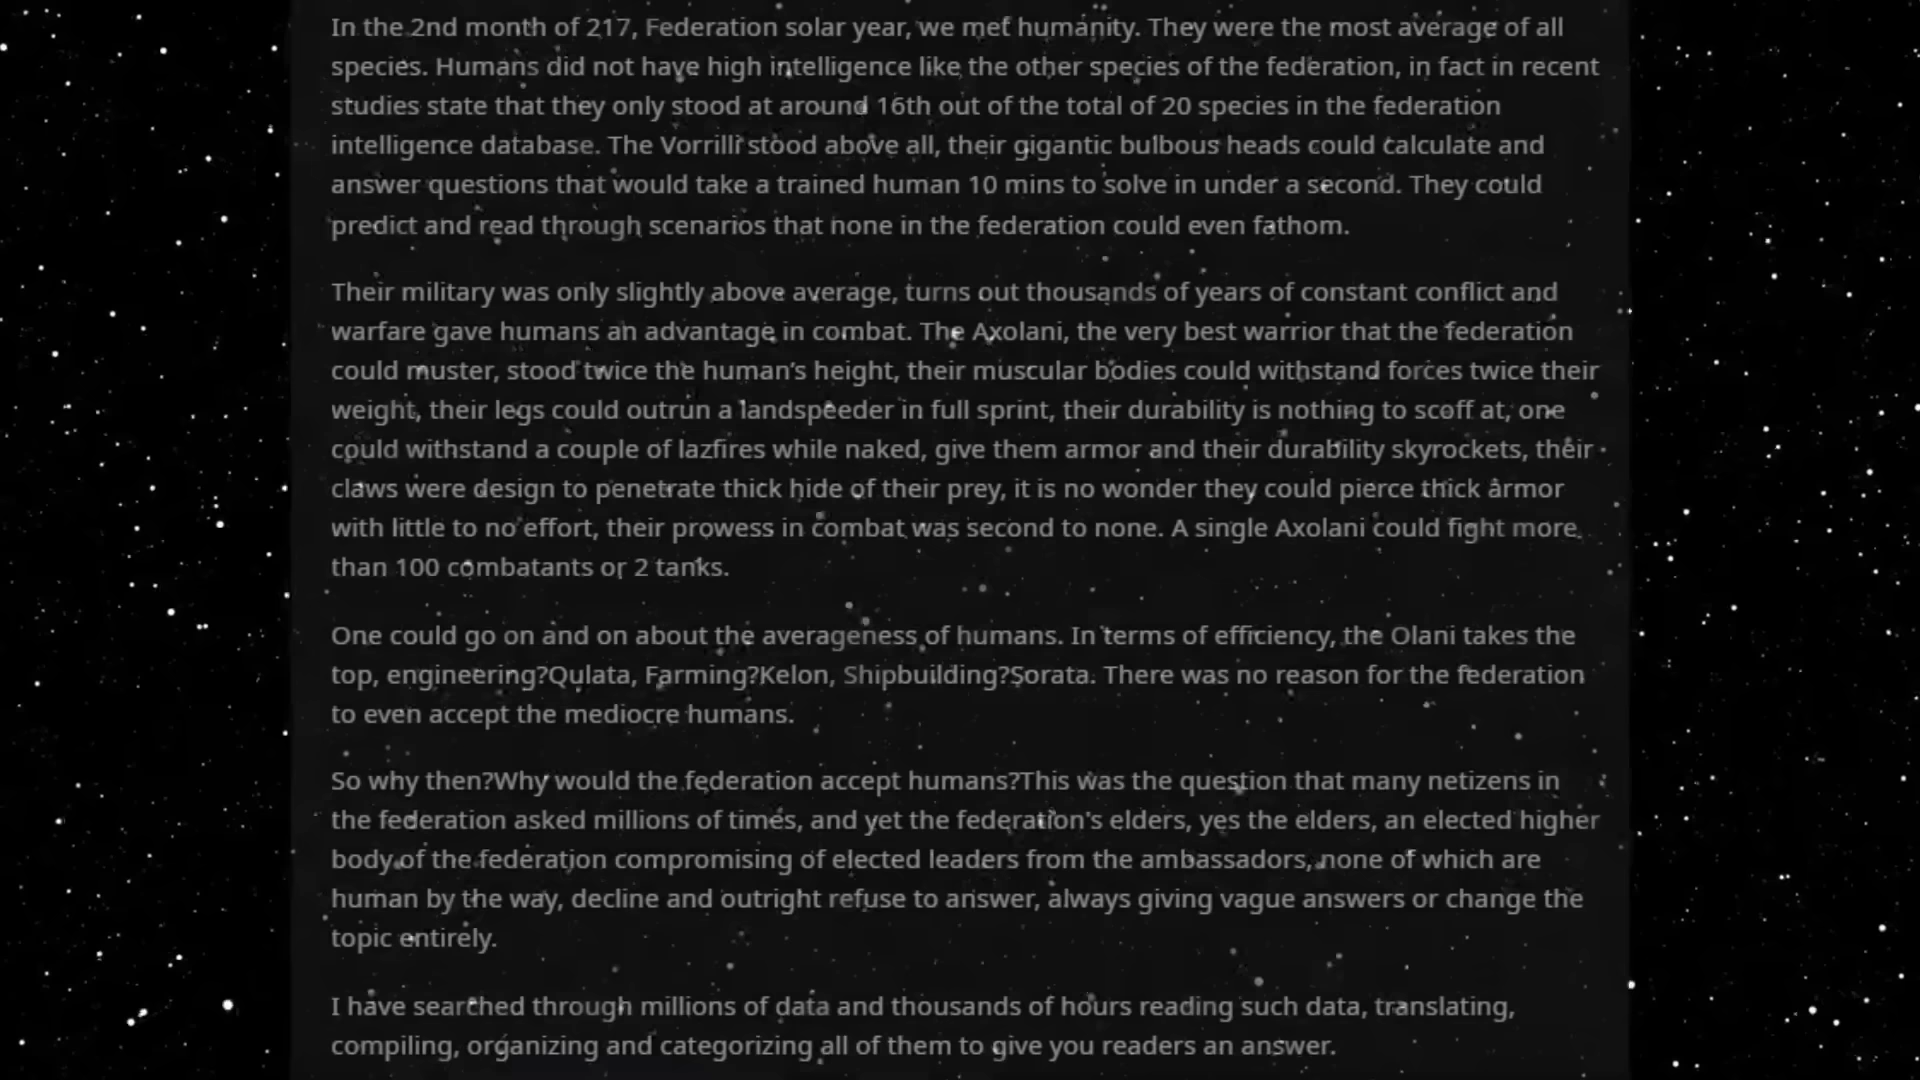 In the 2nd month of 217, Federation solar year, we met humanity. They were the most average of all
species. Humans did not have high intelligence like the other species of the federation, in fact in recent
studies state that they only stood at around 16th out of the total of 20 species in the federation
intelligence database. The Vorrilli stood above all, their gigantic bulbous heads could calculate and
answer questions that would take a trained human 10 mins to solve in under a second. They could
predict and read through scenarios that none in the federation could even fathom.
Their military was only slightly above average, turns out thousands of years of constant conflict and
warfare gave humans an advantage in combat. The Axolani, the very best warrior that the federation
could muster, stood twice the human's height, their muscular bodies could withstand forces twice their
weight, their legs could outrun a landspeeder in full sprint, their durability is nothing to scoff at, one
could withstand a couple of lazfires while naked, give them armor and their durability skyrockets, their
claws were design to penetrate thick hide of their prey, it is no wonder they could pierce thick armor
with little to no effort, their prowess in combat was second to none. A single Axolani could fight more
than 100 combatants or 2 tanks.
One could go on and on about the averageness of humans. In terms of efficiency, the Olani takes the
top, engineering?Qulata, Farming?Kelon, Shipbuilding?Sorata. There was no reason for the federation
to even accept the mediocre humans.
So why then?Why would the federation accept humans?This was the question that many netizens in
the federation asked millions of times, and yet the federation's elders, yes the elders, an elected higher
body of the federation compromising of elected leaders from the ambassadors, none of which are
human by the way, decline and outright refuse to answer, always giving vague answers or change the
topic entirely.
I have searched through millions of data and thousands of hours reading such data, translating,
compiling, organizing and categorizing all of them to give you readers an answer.